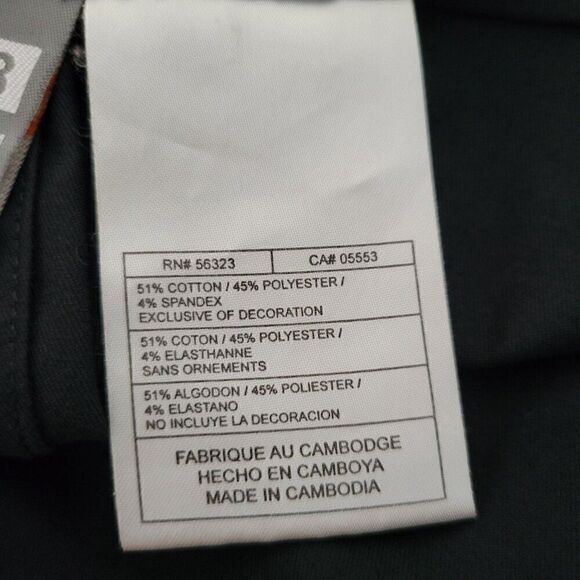 RN# 56323 CA# 05553
51% COTTON / 45% POLYESTER /
4% SPANDEX
EXCLUSIVE OF DECORATION
51% COTON / 45% POLYESTER /
4% ELASTHANNE
SANS ORNEMENTS
51% ALGODON / 45% POLIESTER /
4% ELASTANO
NO INCLUYE LA DECORACION
FABRIQUE AU CAMBODGE
HECHO EN CAMBOYA
MADE IN CAMBODIA